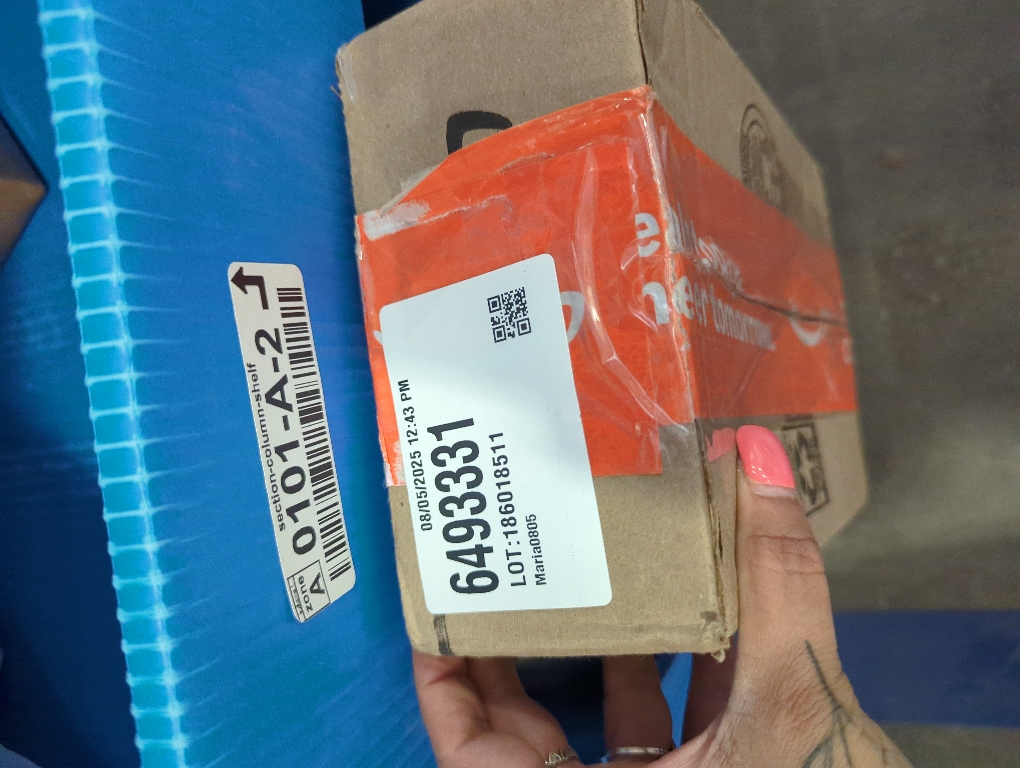 section-column-shelf
zone
A
0101-A-2
08/05/2025 12:43 PM
6493331
LOT:186018511
Maria0805